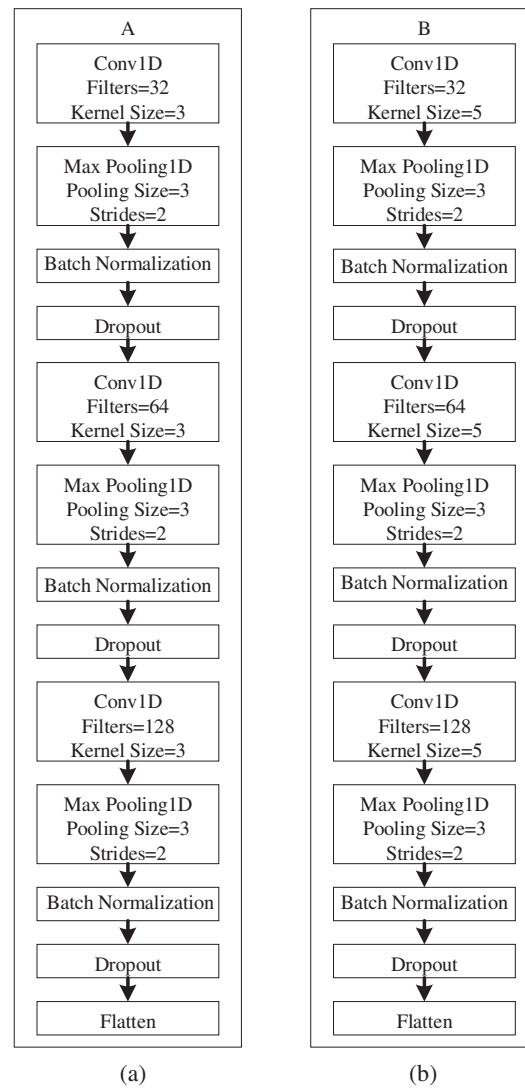 A
Conv1D
Filters=32
Kernel Size=3
Max Pooling1D
Pooling Size=3
Strides=2
Batch Normalization
Dropout
Conv1D
Filters=64
Kernel Size=3
Max Pooling1D
Pooling Size=3
Strides=2
Batch Normalization
Dropout
Conv1D
Filters=128
Kernel Size=3
Max Pooling1D
Pooling Size=3
Strides=2
Batch Normalization
Dropout
Flatten
(a)
B
Conv1D
Filters=32
Kernel Size=5
Max Pooling1D
Pooling Size=3
Strides=2
Batch Normalization
Dropout
Conv1D
Filters=64
Kernel Size=5
Max Pooling1D
Pooling Size=3
Strides=2
Batch Normalization
Dropout
Conv1D
Filters=128
Kernel Size=5
Max Pooling1D
Pooling Size=3
Strides=2
Batch Normalization
Dropout
Flatten
(b)